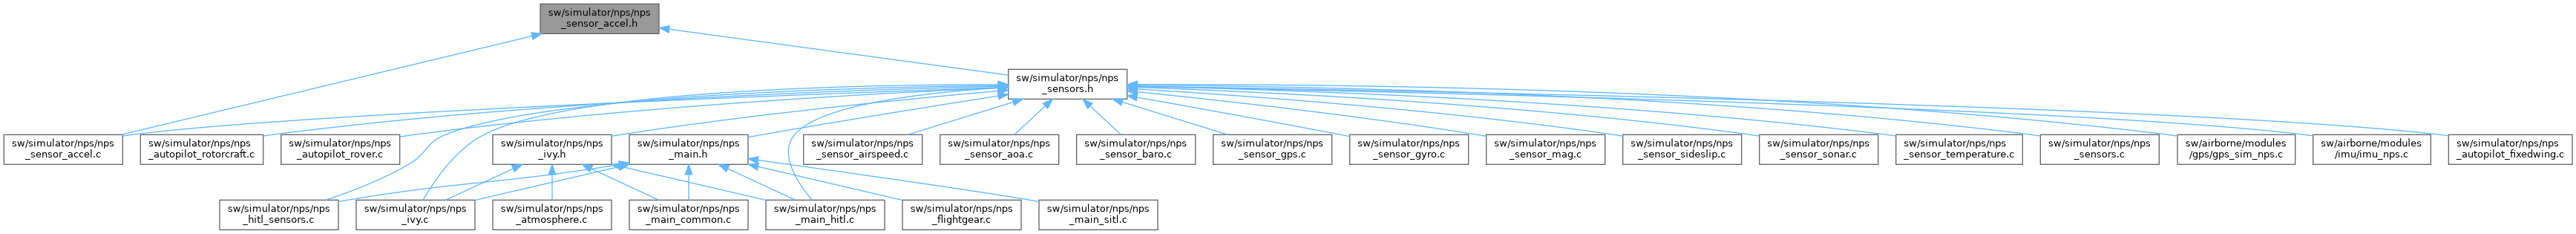 sw/simulator/nps/nps
_sensor_accel.h
sw/simulator/nps/nps
_sensors.h
sw/simulator/nps/nps
_sensor_accel.c
sw/simulator/nps/nps
_autopilot_rotorcraft.c
sw/simulator/nps/nps
_autopilot_rover.c
sw/simulator/nps/nps
_ivy.h
sw/simulator/nps/nps
_main.h
sw/simulator/nps/nps
_sensor_airspeed.c
sw/simulator/nps/nps
_sensor_aoa.c
sw/simulator/nps/nps
_sensor_baro.c
sw/simulator/nps/nps
_sensor_gps.c
sw/simulator/nps/nps
_sensor_gyro.c
sw/simulator/nps/nps
_sensor_mag.c
sw/simulator/nps/nps
_sensor_sideslip.c
sw/simulator/nps/nps
_sensor_sonar.c
sw/simulator/nps/nps
_sensor_temperature.c
sw/simulator/nps/nps
_sensors.c
sw/airborne/modules
/gps/gps_sim_nps.c
sw/airborne/modules
/imu/imu_nps.c
sw/simulator/nps/nps
_autopilot_fixedwing.c
sw/simulator/nps/nps
_hitl_sensors.c
sw/simulator/nps/nps
_ivy.c
sw/simulator/nps/nps
_atmosphere.c
sw/simulator/nps/nps
_main_common.c
sw/simulator/nps/nps
_main_hitl.c
sw/simulator/nps/nps
_flightgear.c
sw/simulator/nps/nps
_main_sitl.c